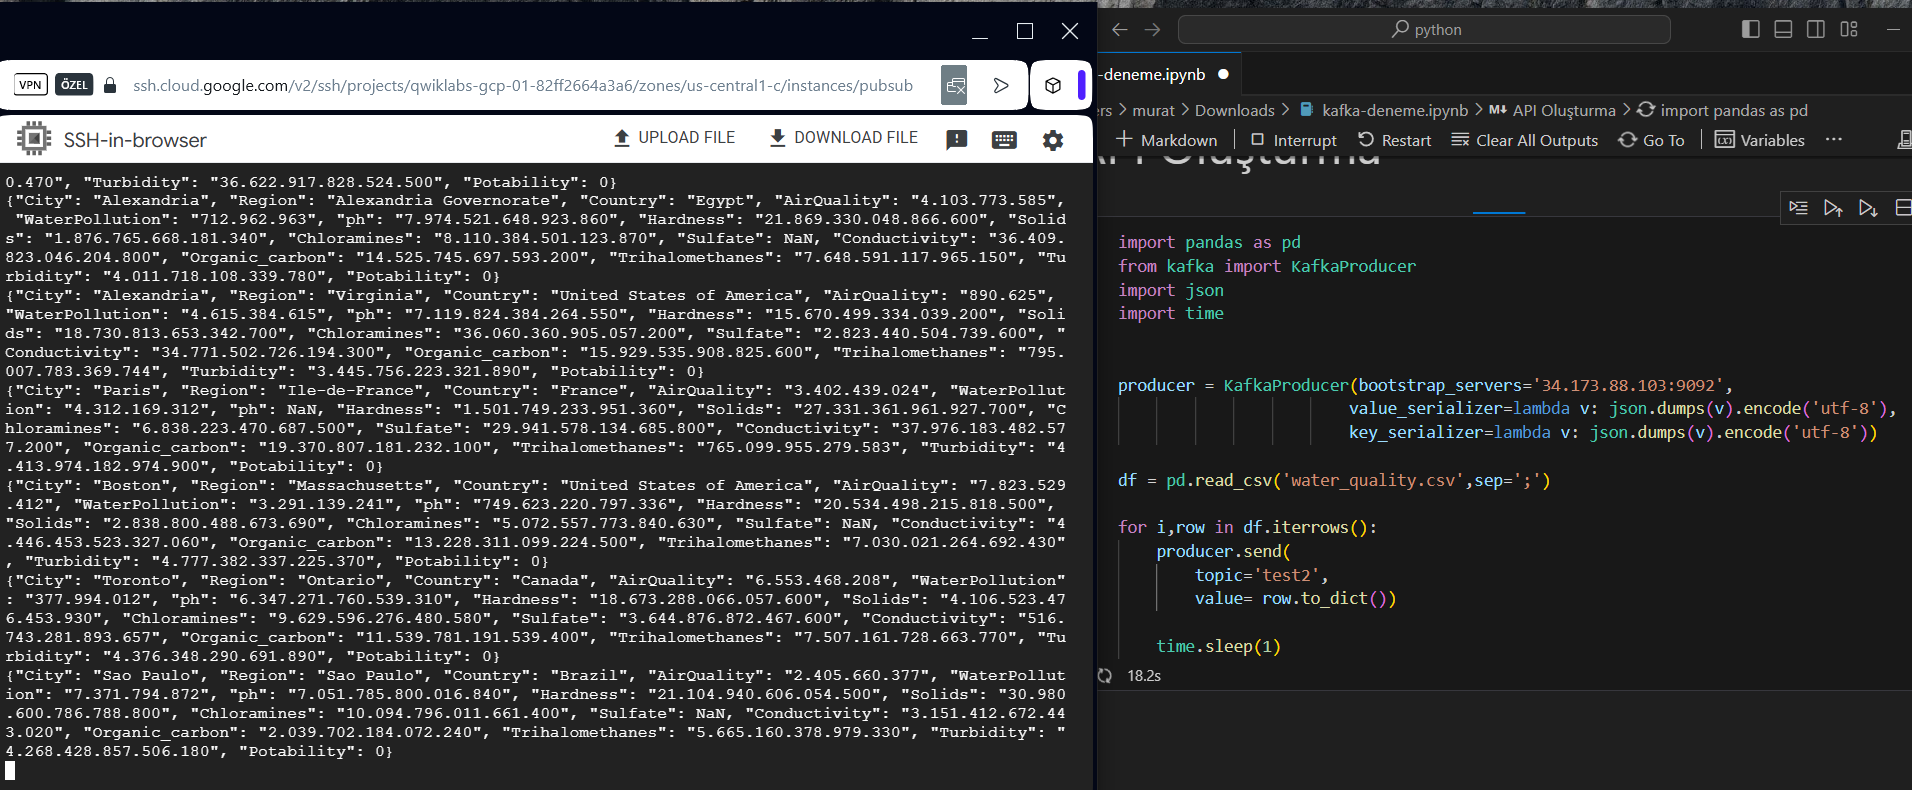 VPN ÖZEL ssh.cloud.google.com/v2/ssh/projects/qwiklabs-gcp-01-82ff2664a3a6/zones/us-central1-c/instances/pubsub
SSH-in-browser UPLOAD FILE DOWNLOAD FILE
0.470", "Turbidity": "36.622.917.828.524.500", "Potability": 0}
{"City": "Alexandria", "Region": "Alexandria Governorate", "Country": "Egypt", "AirQuality": "4.103.773.585",
"WaterPollution": "712.962.963", "ph": "7.974.521.648.923.860", "Hardness": "21.869.330.048.866.600", "Solid
s": "1.876.765.668.181.340", "Chloramines": "8.110.384.501.123.870", "Sulfate": NaN, "Conductivity": "36.409.
823.046.204.800", "Organic_carbon": "14.525.745.697.593.200", "Trihalomethanes": "7.648.591.117.965.150", "Tu
rbidity": "4.011.718.108.339.780", "Potability": 0}
{"City": "Alexandria", "Region": "Virginia", "Country": "United States of America", "AirQuality": "890.625",
"WaterPollution": "4.615.384.615", "ph": "7.119.824.384.264.550", "Hardness": "15.670.499.334.039.200", "Soli
ds": "18.730.813.653.342.700", "Chloramines": "36.060.360.905.057.200", "Sulfate": "2.823.440.504.739.600", "
Conductivity": "34.771.502.726.194.300", "Organic_carbon": "15.929.535.908.825.600", "Trihalomethanes": "795.
007.783.369.744", "Turbidity": "3.445.756.223.321.890", "Potability": 0}
{"City": "Paris", "Region": "Ile-de-France", "Country": "France", "AirQuality": "3.402.439.024", "WaterPollut
ion": "4.312.169.312", "ph": NaN, "Hardness": "1.501.749.233.951.360", "Solids": "27.331.361.961.927.700", "C
hloramines": "6.838.223.470.687.500", "Sulfate": "29.941.578.134.685.800", "Conductivity": "37.976.183.482.57
7.200", "Organic_carbon": "19.370.807.181.232.100", "Trihalomethanes": "765.099.955.279.583", "Turbidity": "4
.413.974.182.974.900", "Potability": 0}
{"City": "Boston", "Region": "Massachusetts", "Country": "United States of America", "AirQuality": "7.823.529
.412", "WaterPollution": "3.291.139.241", "ph": "749.623.220.797.336", "Hardness": "20.534.498.215.818.500",
"Solids": "2.838.800.488.673.690", "Chloramines": "5.072.557.773.840.630", "Sulfate": NaN, "Conductivity": "4
.446.453.523.327.060", "Organic_carbon": "13.228.311.099.224.500", "Trihalomethanes": "7.030.021.264.692.430"
, "Turbidity": "4.777.382.337.225.370", "Potability": 0}
{"City": "Toronto", "Region": "Ontario", "Country": "Canada", "AirQuality": "6.553.468.208", "WaterPollution"
: "377.994.012", "ph": "6.347.271.760.539.310", "Hardness": "18.673.288.066.057.600", "Solids": "4.106.523.47
6.453.930", "Chloramines": "9.629.596.276.480.580", "Sulfate": "3.644.876.872.467.600", "Conductivity": "516.
743.281.893.657", "Organic_carbon": "11.539.781.191.539.400", "Trihalomethanes": "7.507.161.728.663.770", "Tu
rbidity": "4.376.348.290.691.890", "Potability": 0}
{"City": "Sao Paulo", "Region": "Sao Paulo", "Country": "Brazil", "AirQuality": "2.405.660.377", "WaterPollut
ion": "7.371.794.872", "ph": "7.051.785.800.016.840", "Hardness": "21.104.940.606.054.500", "Solids": "30.980
.600.786.788.800", "Chloramines": "10.094.796.011.661.400", "Sulfate": NaN, "Conductivity": "3.151.412.672.44
3.020", "Organic_carbon": "2.039.702.184.072.240", "Trihalomethanes": "5.665.160.378.979.330", "Turbidity": "
4.268.428.857.506.180", "Potability": 0}
python
-deneme.ipynb
ers > murat > Downloads > kafka-deneme.ipynb > M↓ API Oluşturma > import pandas as pd
+ Markdown Interrupt Restart Clear All Outputs Go To Variables ···
API Oluşturma
import pandas as pd
from kafka import KafkaProducer
import json
import time
producer = KafkaProducer(bootstrap_servers='34.173.88.103:9092',
value_serializer=lambda v: json.dumps(v).encode('utf-8'),
key_serializer=lambda v: json.dumps(v).encode('utf-8'))
df = pd.read_csv('water_quality.csv',sep=';')
for i,row in df.iterrows():
producer.send(
topic='test2',
value= row.to_dict())
time.sleep(1)
18.2s